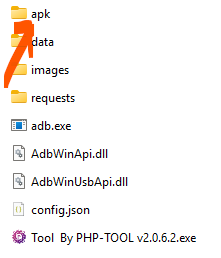 apk
data
images
requests
adb.exe
AdbWinApi.dll
AdbWinUsbApi.dll
config.json
Tool  By PHP-TOOL v2.0.6.2.exe